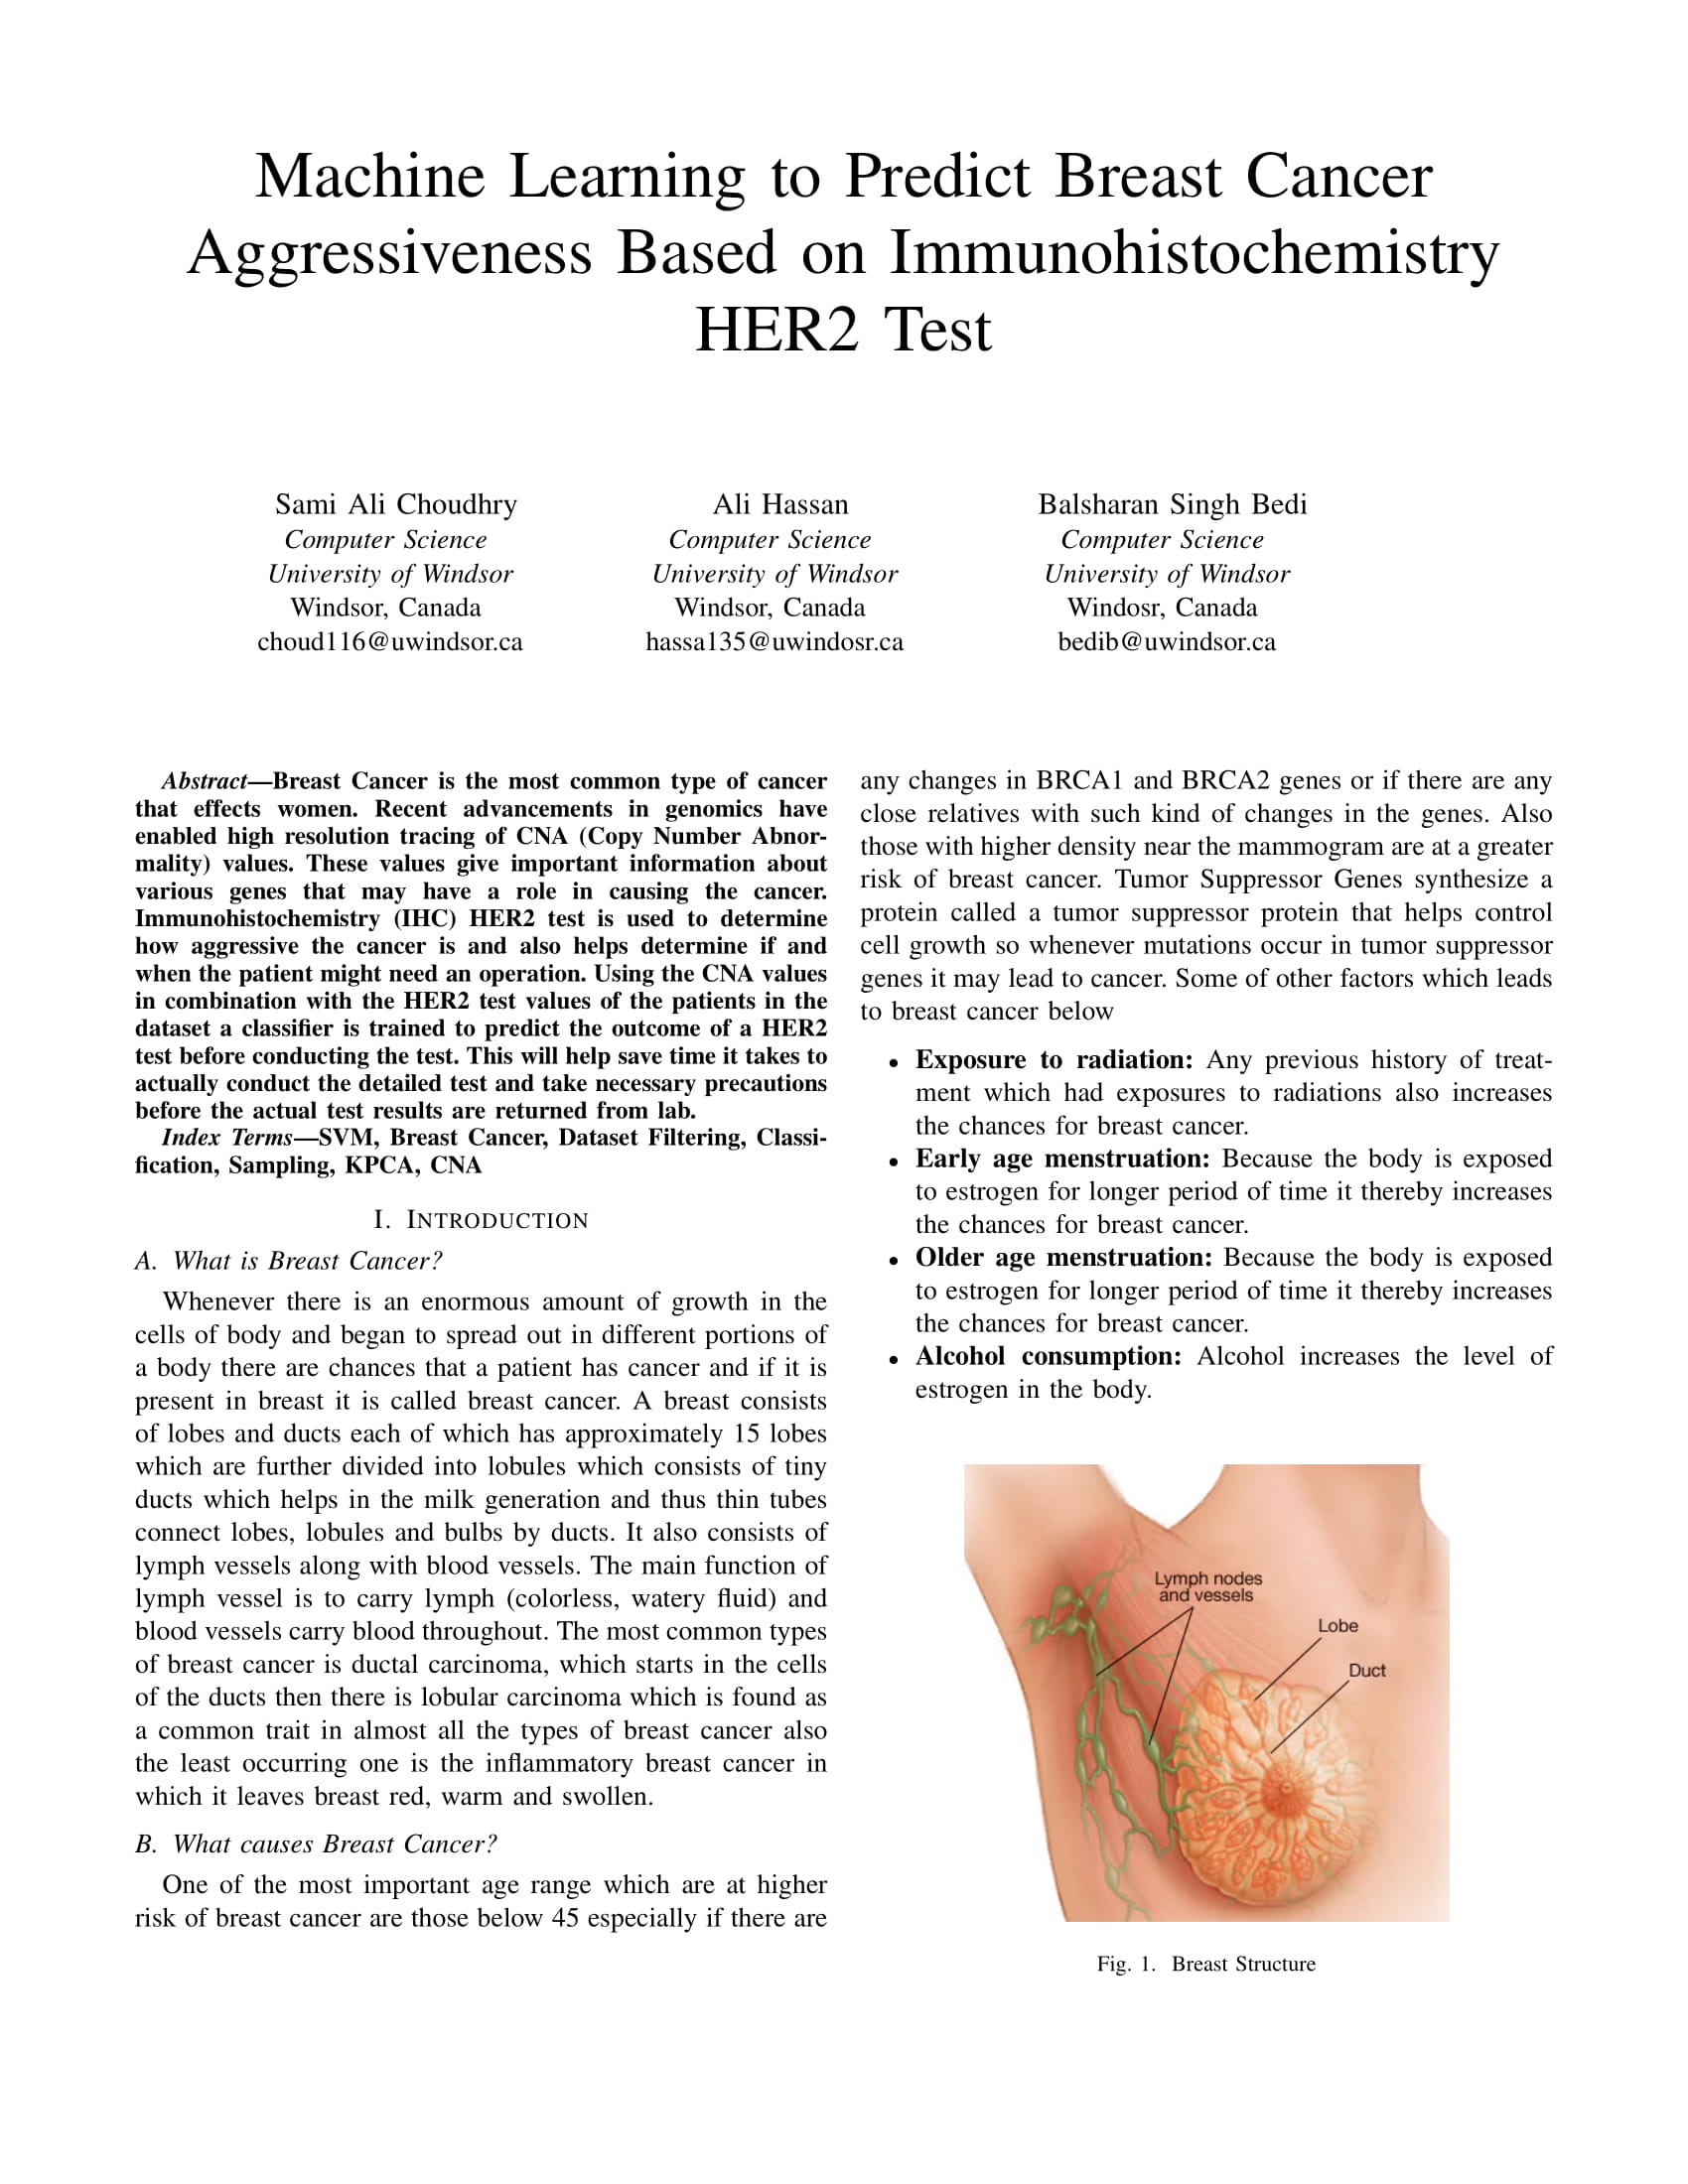 Machine Learning to Predict Breast Cancer
Aggressiveness Based on Immunohistochemistry
HER2 Test
Sami Ali Choudhry
Computer Science
University of Windsor
Windsor, Canada
choud116@uwindsor.ca
Ali Hassan
Computer Science
University of Windsor
Windsor, Canada
hassa135@uwindosr.ca
Balsharan Singh Bedi
Computer Science
University of Windsor
Windosr, Canada
bedib@uwindsor.ca
Abstract—Breast Cancer is the most common type of cancer
that effects women. Recent advancements in genomics have
enabled high resolution tracing of CNA (Copy Number Abnor-
mality) values. These values give important information about
various genes that may have a role in causing the cancer.
Immunohistochemistry (IHC) HER2 test is used to determine
how aggressive the cancer is and also helps determine if and
when the patient might need an operation. Using the CNA values
in combination with the HER2 test values of the patients in the
dataset a classifier is trained to predict the outcome of a HER2
test before conducting the test. This will help save time it takes to
actually conduct the detailed test and take necessary precautions
before the actual test results are returned from lab.
Index Terms—SVM, Breast Cancer, Dataset Filtering, Classi-
fication, Sampling, KPCA, CNA
I. INTRODUCTION
A. What is Breast Cancer?
Whenever there is an enormous amount of growth in the
cells of body and began to spread out in different portions of
a body there are chances that a patient has cancer and if it is
present in breast it is called breast cancer. A breast consists
of lobes and ducts each of which has approximately 15 lobes
which are further divided into lobules which consists of tiny
ducts which helps in the milk generation and thus thin tubes
connect lobes, lobules and bulbs by ducts. It also consists of
lymph vessels along with blood vessels. The main function of
lymph vessel is to carry lymph (colorless, watery fluid) and
blood vessels carry blood throughout. The most common types
of breast cancer is ductal carcinoma, which starts in the cells
of the ducts then there is lobular carcinoma which is found as
a common trait in almost all the types of breast cancer also
the least occurring one is the inflammatory breast cancer in
which it leaves breast red, warm and swollen.
B. What causes Breast Cancer?
One of the most important age range which are at higher
risk of breast cancer are those below 45 especially if there are
any changes in BRCA1 and BRCA2 genes or if there are any
close relatives with such kind of changes in the genes. Also
those with higher density near the mammogram are at a greater
risk of breast cancer. Tumor Suppressor Genes synthesize a
protein called a tumor suppressor protein that helps control
cell growth so whenever mutations occur in tumor suppressor
genes it may lead to cancer. Some of other factors which leads
to breast cancer below
• Exposure to radiation: Any previous history of treat-
ment which had exposures to radiations also increases
the chances for breast cancer.
• Early age menstruation: Because the body is exposed
to estrogen for longer period of time it thereby increases
the chances for breast cancer.
• Older age menstruation: Because the body is exposed
to estrogen for longer period of time it thereby increases
the chances for breast cancer.
• Alcohol consumption: Alcohol increases the level of
estrogen in the body.
Lymph nodes
and vessels
Lobe
Duct
Fig. 1. Breast Structure